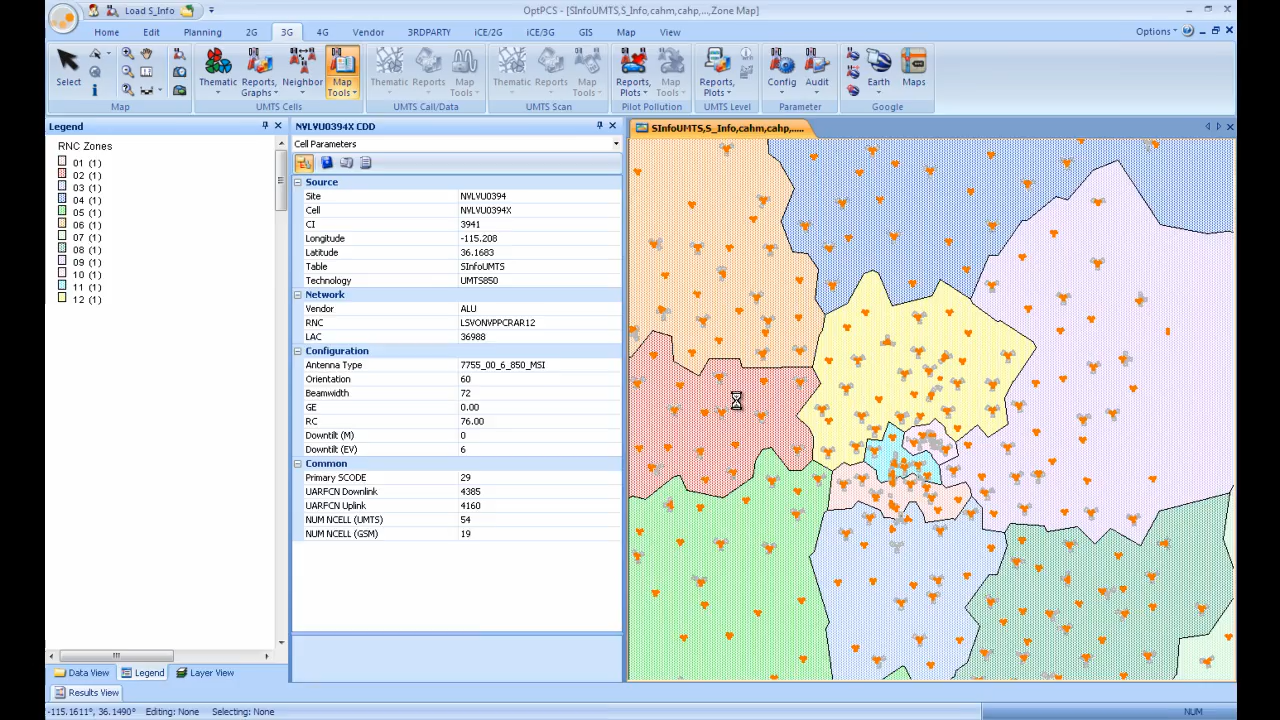 Load S_Info
OptPCS - [SInfoUMTS,S_Info,cahm,cahp,...,Zone Map]
Home Edit Planning 2G 3G 4G Vendor 3RDPARTY iCE/2G iCE/3G GIS Map View Options
Select Thematic Reports, Graphs Neighbor Map Tools Thematic Reports Map Tools Thematic Reports Map Tools Reports, Plots Map Tools Reports, Plots Config Audit Earth Maps
Map UMTS Cells UMTS Call/Data UMTS Scan Pilot Pollution UMTS Level Parameter Google
Legend
RNC Zones
01 (1)
02 (1)
03 (1)
04 (1)
05 (1)
06 (1)
07 (1)
08 (1)
09 (1)
10 (1)
11 (1)
12 (1)
Data View Legend Layer View
Results View
NVLVU0394X CDD
Cell Parameters
Source
Site NVLVU0394
Cell NVLVU0394X
CI 3941
Longitude -115.208
Latitude 36.1683
Table SInfoUMTS
Technology UMTS850
Network
Vendor ALU
RNC LSVONVPPCRAR12
LAC 36988
Configuration
Antenna Type 7755_00_6_850_MSI
Orientation 60
Beamwidth 72
GE 0.00
RC 76.00
Downtilt (M) 0
Downtilt (EV) 6
Common
Primary SCODE 29
UARFCN Downlink 4385
UARFCN Uplink 4160
NUM NCELL (UMTS) 54
NUM NCELL (GSM) 19
SInfoUMTS,S_Info,cahm,cahp,.....
-115.1611°, 36.1490° Editing: None Selecting: None NUM